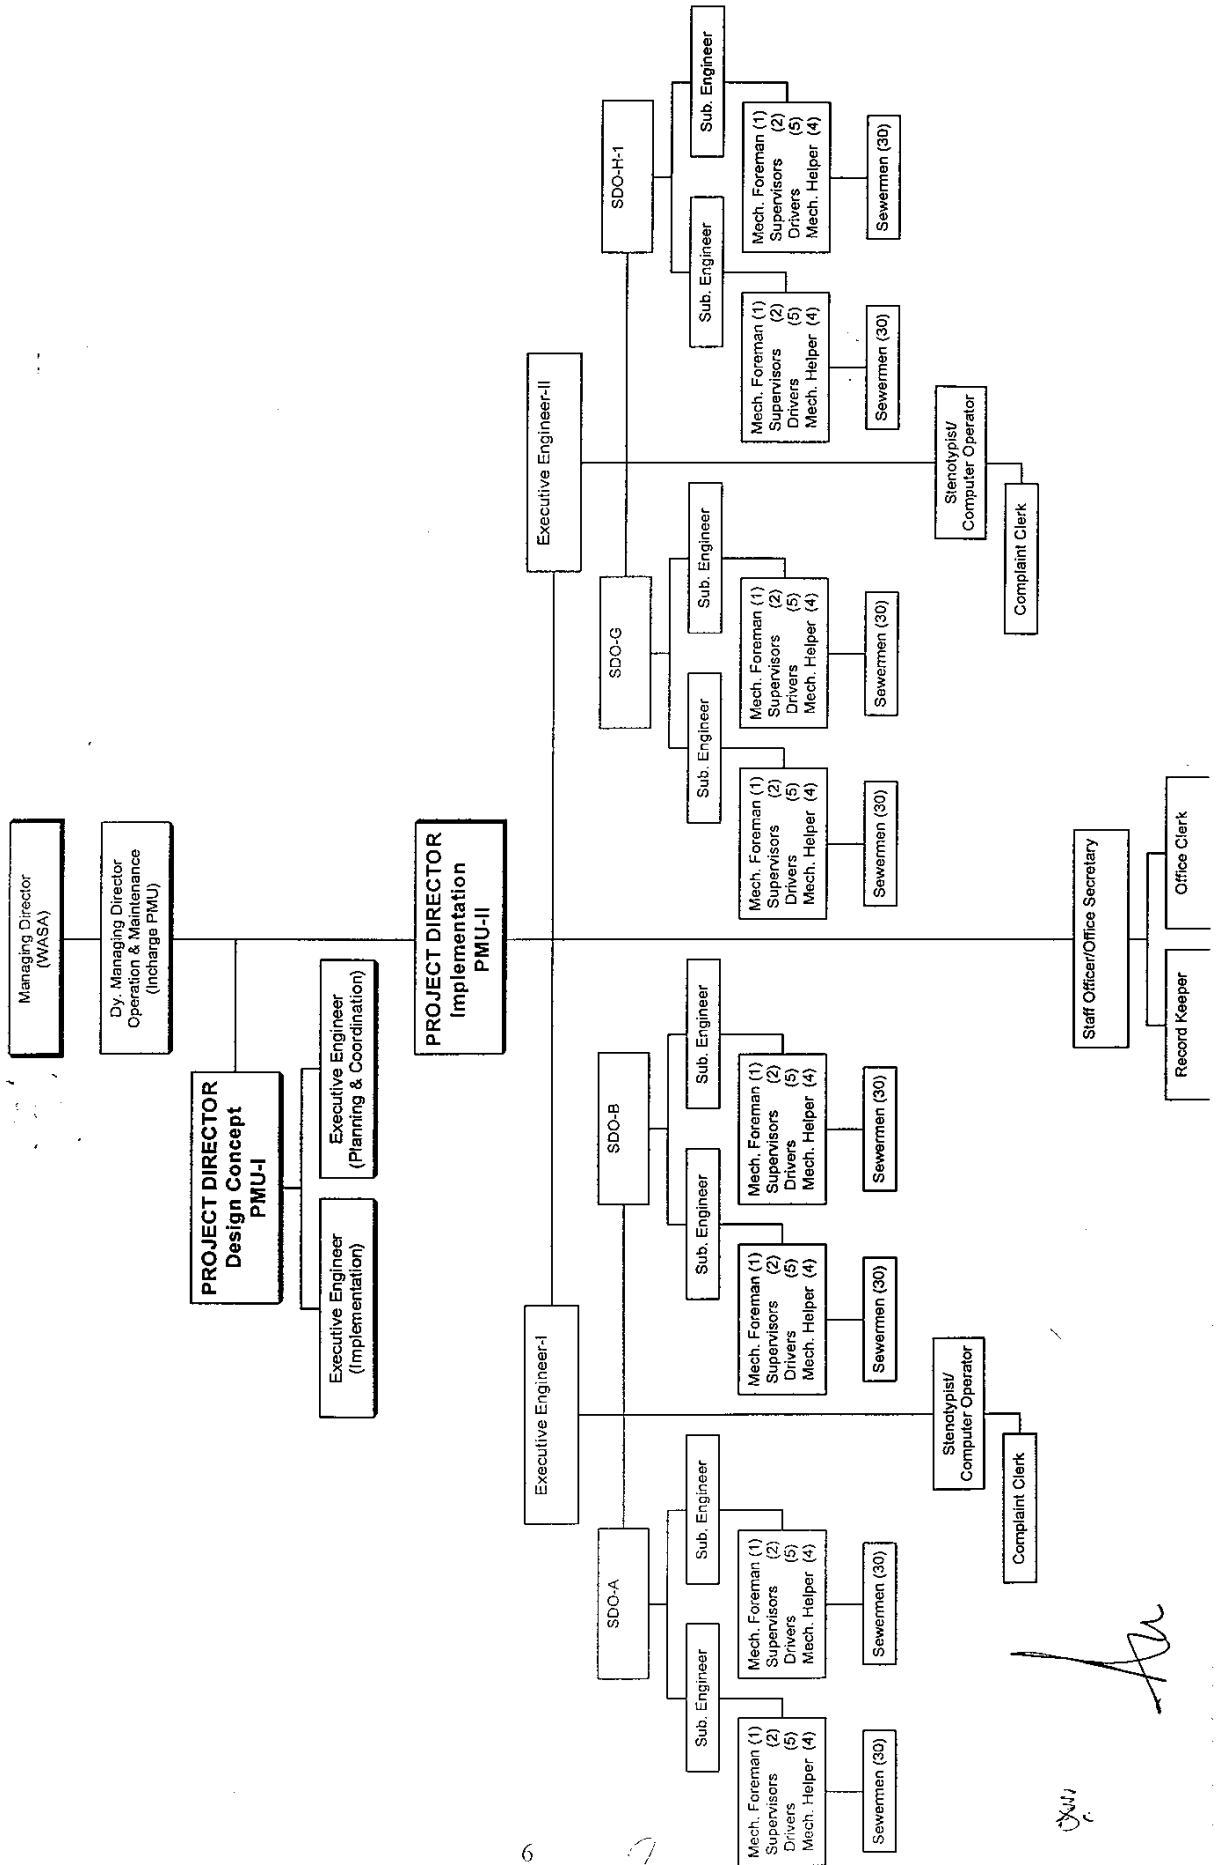 Managing Director
(WASA)
Dy. Managing Director
Operation & Maintenance
(Incharge PMU)
PROJECT DIRECTOR
Design Concept
PMU-I
Executive Engineer
(Implementation)
Executive Engineer
(Planning & Coordination)
PROJECT DIRECTOR
Implementation
PMU-II
Executive Engineer-I
Executive Engineer-II
SDO-A
SDO-B
SDO-G
SDO-H-1
Sub. Engineer
Sub. Engineer
Sub. Engineer
Sub. Engineer
Sub. Engineer
Sub. Engineer
Sub. Engineer
Sub. Engineer
Mech. Foreman (1)
Supervisors (2)
Drivers (5)
Mech. Helper (4)
Mech. Foreman (1)
Supervisors (2)
Drivers (5)
Mech. Helper (4)
Mech. Foreman (1)
Supervisors (2)
Drivers (5)
Mech. Helper (4)
Mech. Foreman (1)
Supervisors (2)
Drivers (5)
Mech. Helper (4)
Mech. Foreman (1)
Supervisors (2)
Drivers (5)
Mech. Helper (4)
Mech. Foreman (1)
Supervisors (2)
Drivers (5)
Mech. Helper (4)
Mech. Foreman (1)
Supervisors (2)
Drivers (5)
Mech. Helper (4)
Mech. Foreman (1)
Supervisors (2)
Drivers (5)
Mech. Helper (4)
Sewermen (30)
Sewermen (30)
Sewermen (30)
Sewermen (30)
Sewermen (30)
Sewermen (30)
Sewermen (30)
Sewermen (30)
Stenotypist/
Computer Operator
Stenotypist/
Computer Operator
Complaint Clerk
Complaint Clerk
Staff Officer/Office Secretary
Record Keeper
Office Clerk
6